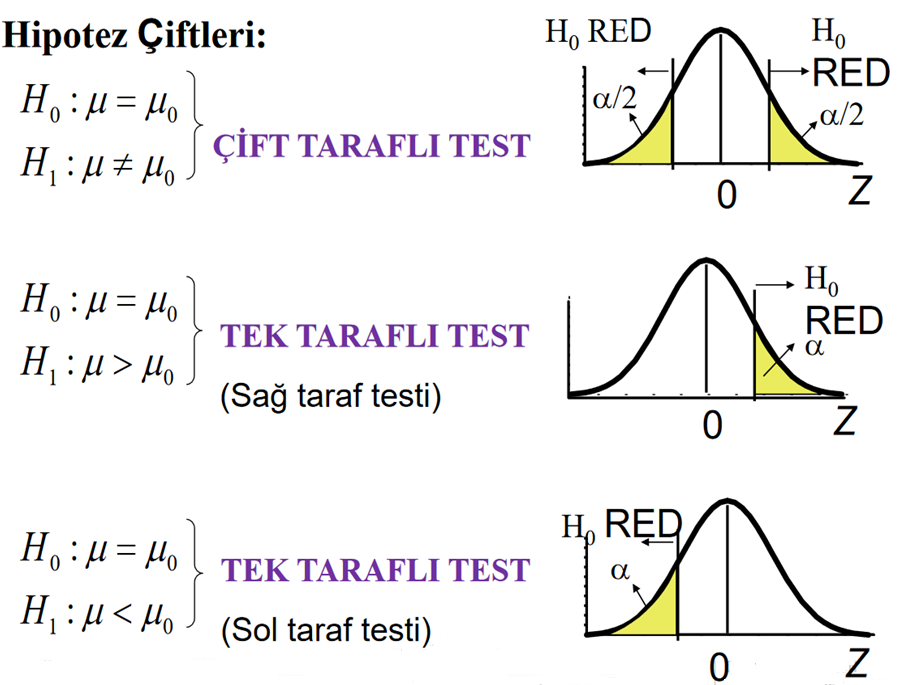 Hipotez Çiftleri:
H₀ : μ = μ₀
H₁ : μ ≠ μ₀
ÇİFT TARAFLI TEST
H₀ RED
H₀
RED
α/2
α/2
0
Z
H₀ : μ = μ₀
H₁ : μ > μ₀
TEK TARAFLI TEST
(Sağ taraf testi)
H₀
RED
α
0
Z
H₀ : μ = μ₀
H₁ : μ < μ₀
TEK TARAFLI TEST
(Sol taraf testi)
H₀ RED
α
0
Z